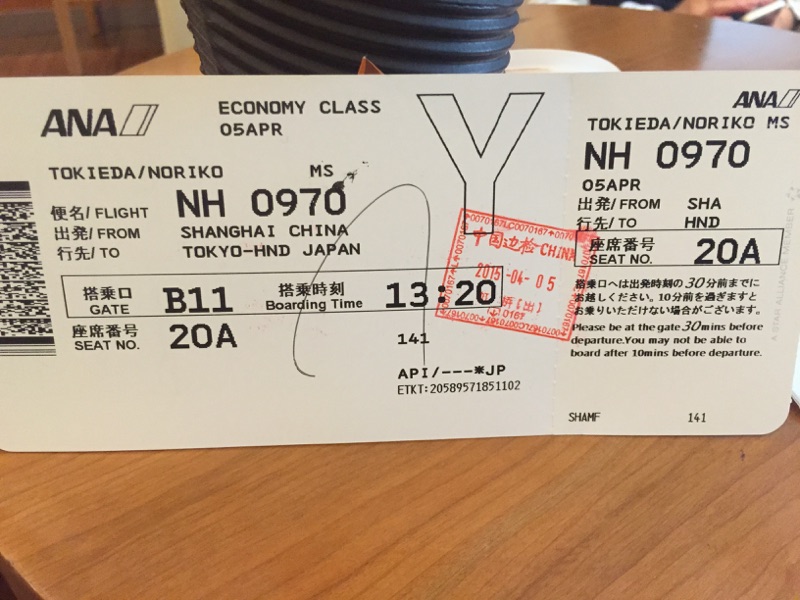 ANA
ECONOMY CLASS
05APR
TOKIEDA/NORIKO MS
便名/ FLIGHT NH 0970
出発/ FROM SHANGHAI CHINA
行先/ TO TOKYO-HND JAPAN
搭乗口 GATE B11 搭乗時刻 Boarding Time 13:20
座席番号 SEAT NO. 20A
141
API/---*JP
ETKT:20589571851102
Y
中国边检-CHINA
2015-04-05
ANA
TOKIEDA/NORIKO MS
NH 0970
05APR
出発/ FROM SHA
行先/ TO HND
座席番号 SEAT NO. 20A
搭乗口へは出発時刻の30分前までに
お越しください。10分前を過ぎますと
お乗りいただけない場合がございます。
Please be at the gate 30mins before
departure.You may not be able to
board after 10mins before departure.
SHAMF 141
A STAR ALLIANCE MEMBER